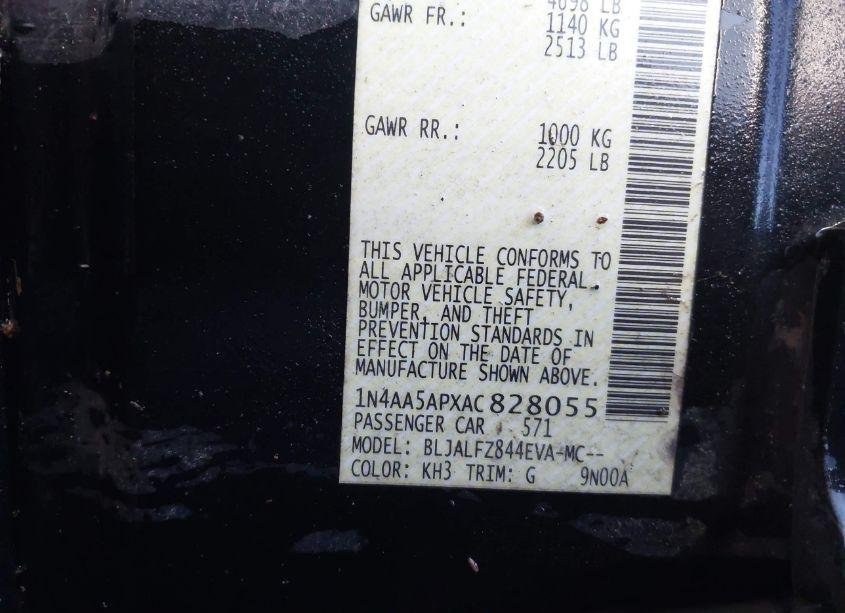 4698 LB
GAWR FR.: 1140 KG
2513 LB
GAWR RR.: 1000 KG
2205 LB
THIS VEHICLE CONFORMS TO
ALL APPLICABLE FEDERAL
MOTOR VEHICLE SAFETY,
BUMPER, AND THEFT
PREVENTION STANDARDS IN
EFFECT ON THE DATE OF
MANUFACTURE SHOWN ABOVE.
1N4AA5APXAC828055
PASSENGER CAR 571
MODEL: BLJALFZ844EVA-MC--
COLOR: KH3 TRIM: G 9N00A